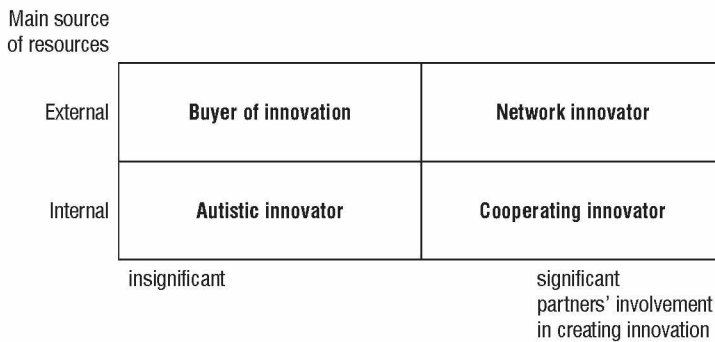 Main source
of resources
External
Buyer of innovation
Network innovator
Internal
Autistic innovator
Cooperating innovator
insignificant
significant
partners’ involvement
in creating innovation